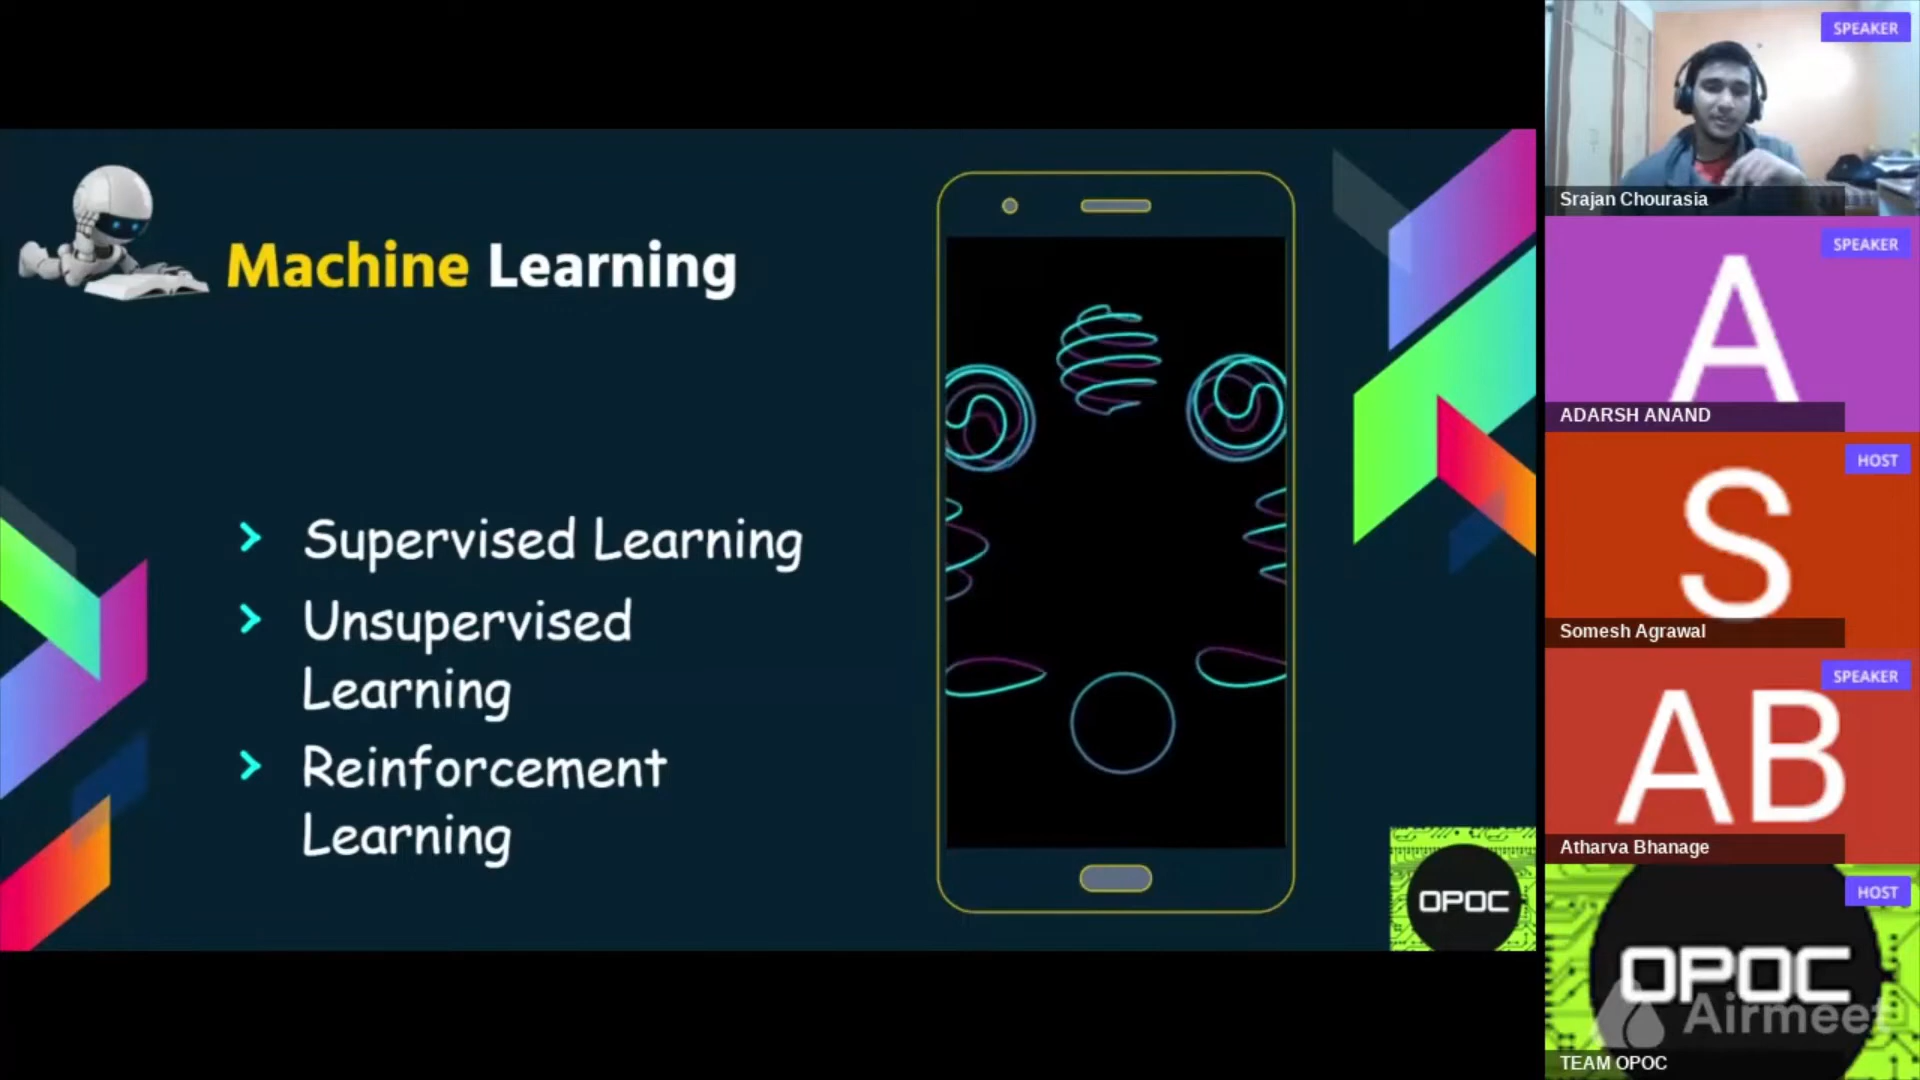 Machine Learning
Supervised Learning
Unsupervised
Learning
Reinforcement
Learning
OPOC
SPEAKER
Srajan Chourasia
SPEAKER
A
ADARSH ANAND
HOST
S
Somesh Agrawal
SPEAKER
AB
Atharva Bhanage
HOST
OPOC
Airmeet
TEAM OPOC